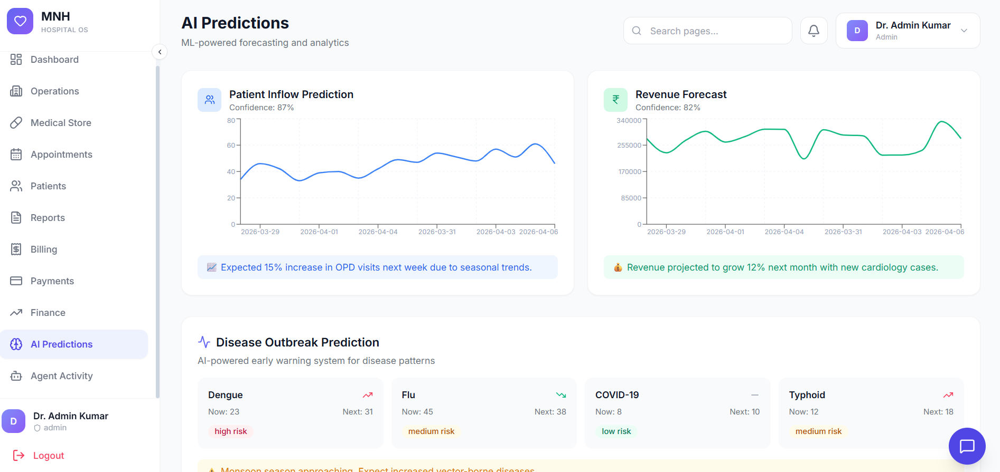 MNH
HOSPITAL OS
Dashboard
Operations
Medical Store
Appointments
Patients
Reports
Billing
Payments
Finance
AI Predictions
Agent Activity
D
Dr. Admin Kumar
admin
Logout
AI Predictions
ML-powered forecasting and analytics
Search pages...
D
Dr. Admin Kumar
Admin
Patient Inflow Prediction
Confidence: 87%
80
60
40
20
0
2026-03-29 2026-04-01 2026-04-04 2026-03-31 2026-04-03 2026-04-06
📈 Expected 15% increase in OPD visits next week due to seasonal trends.
₹
Revenue Forecast
Confidence: 82%
340000
255000
170000
85000
0
2026-03-29 2026-04-01 2026-04-04 2026-03-31 2026-04-03 2026-04-06
💰 Revenue projected to grow 12% next month with new cardiology cases.
Disease Outbreak Prediction
AI-powered early warning system for disease patterns
Dengue
Now: 23 Next: 31
high risk
Flu
Now: 45 Next: 38
medium risk
COVID-19
Now: 8 Next: 10
low risk
Typhoid
Now: 12 Next: 18
medium risk
⚠ Monsoon season approaching. Expect increased vector-borne diseases.